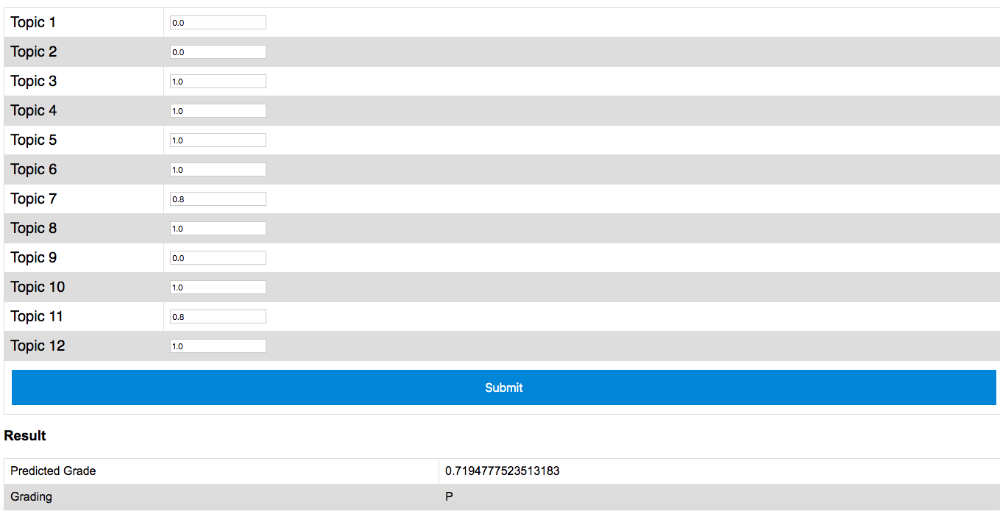 Topic 1 0.0
Topic 2 0.0
Topic 3 1.0
Topic 4 1.0
Topic 5 1.0
Topic 6 1.0
Topic 7 0.8
Topic 8 1.0
Topic 9 0.0
Topic 10 1.0
Topic 11 0.8
Topic 12 1.0
Submit
Result
Predicted Grade 0.7194777523513183
Grading P